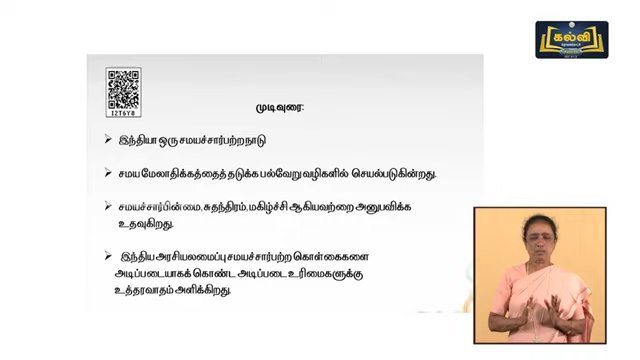 கல்வி
12T6Y0
முடிவுரை:
இந்தியா ஒரு சமயச்சார்பற்ற நாடு
சமய மேலாதிக்கத்தைத் தடுக்க பல்வேறு வழிகளில் செயல்படுகின்றது.
சமயச்சார்பின்மை, சுதந்திரம், மகிழ்ச்சி ஆகியவற்றை அனுபவிக்க
உதவுகிறது.
இந்திய அரசியலமைப்பு சமயச்சார்பற்ற கொள்கைகளை
அடிப்படையாகக் கொண்ட அடிப்படை உரிமைகளுக்கு
உத்தரவாதம் அளிக்கிறது.